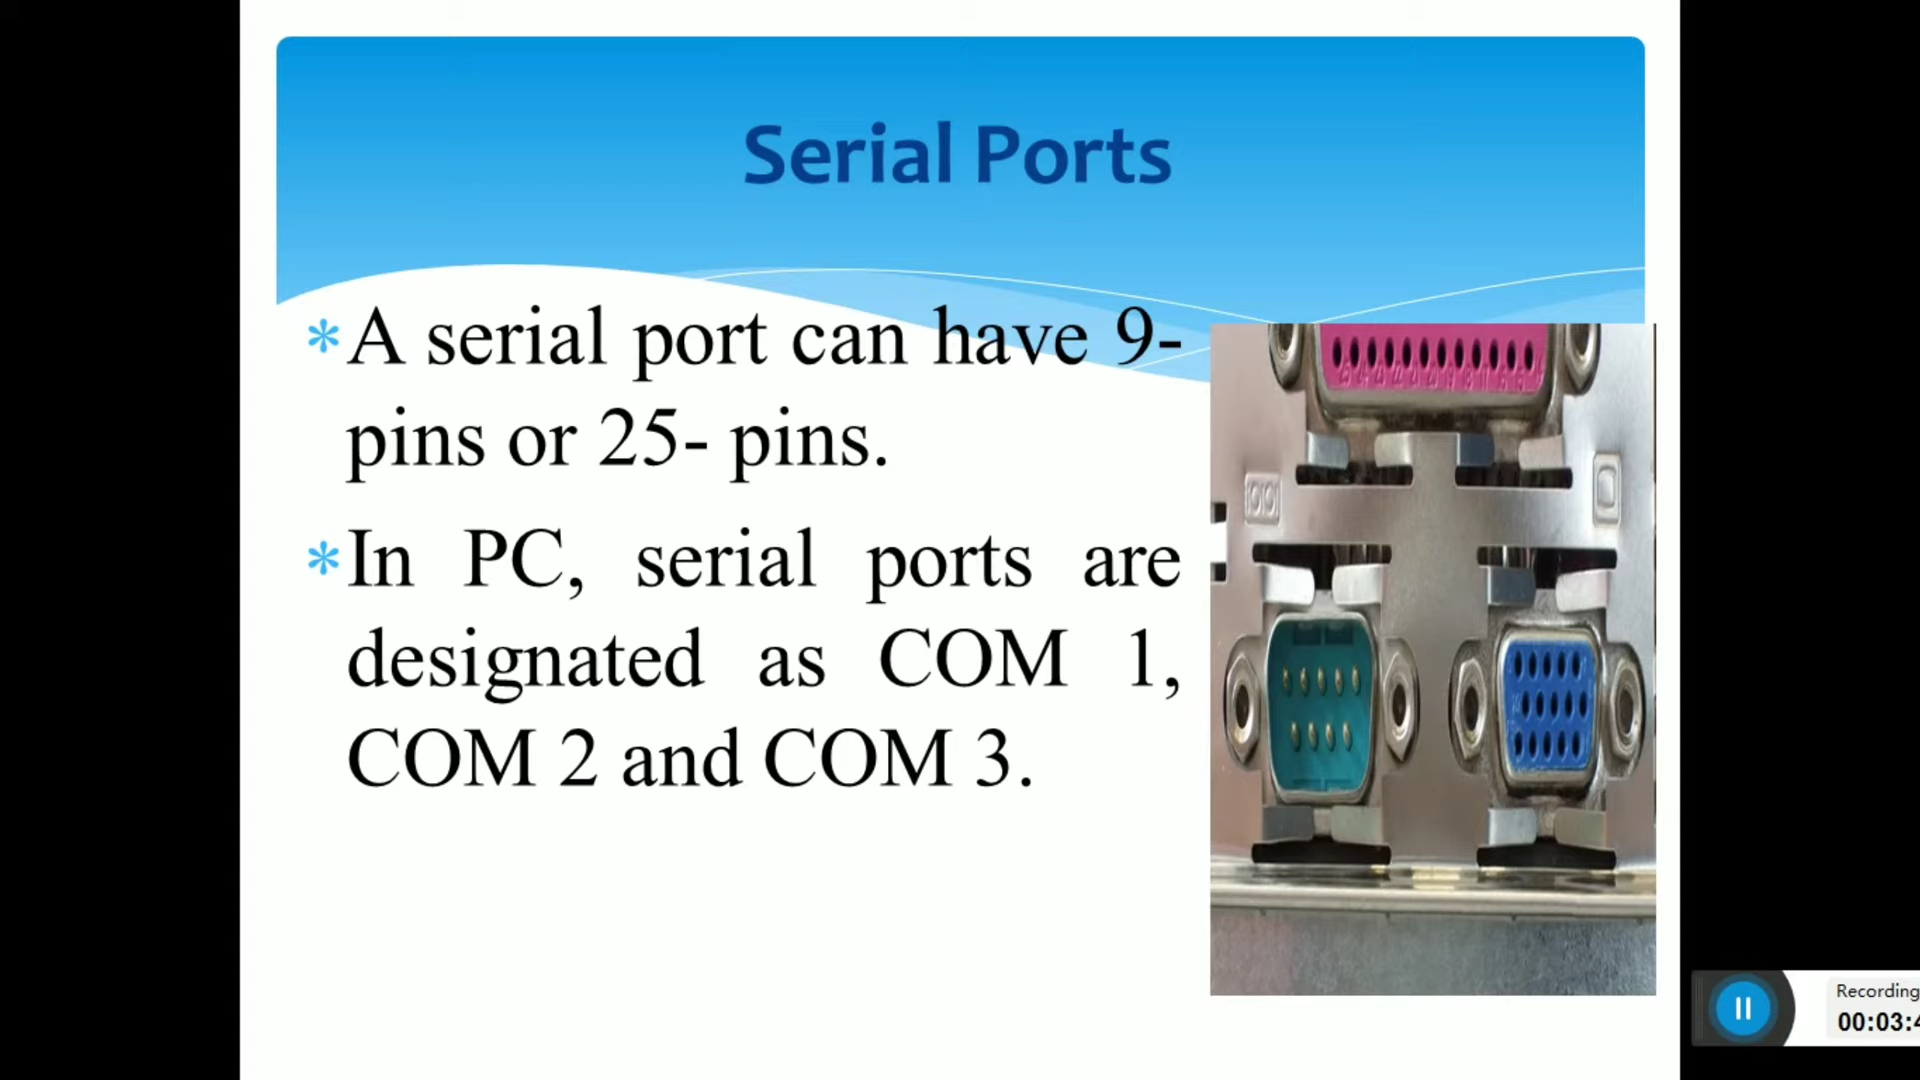 Serial Ports
*A serial port can have 9-
pins or 25- pins.
*In PC, serial ports are
designated as COM 1,
COM 2 and COM 3.
Recording
00:03:4